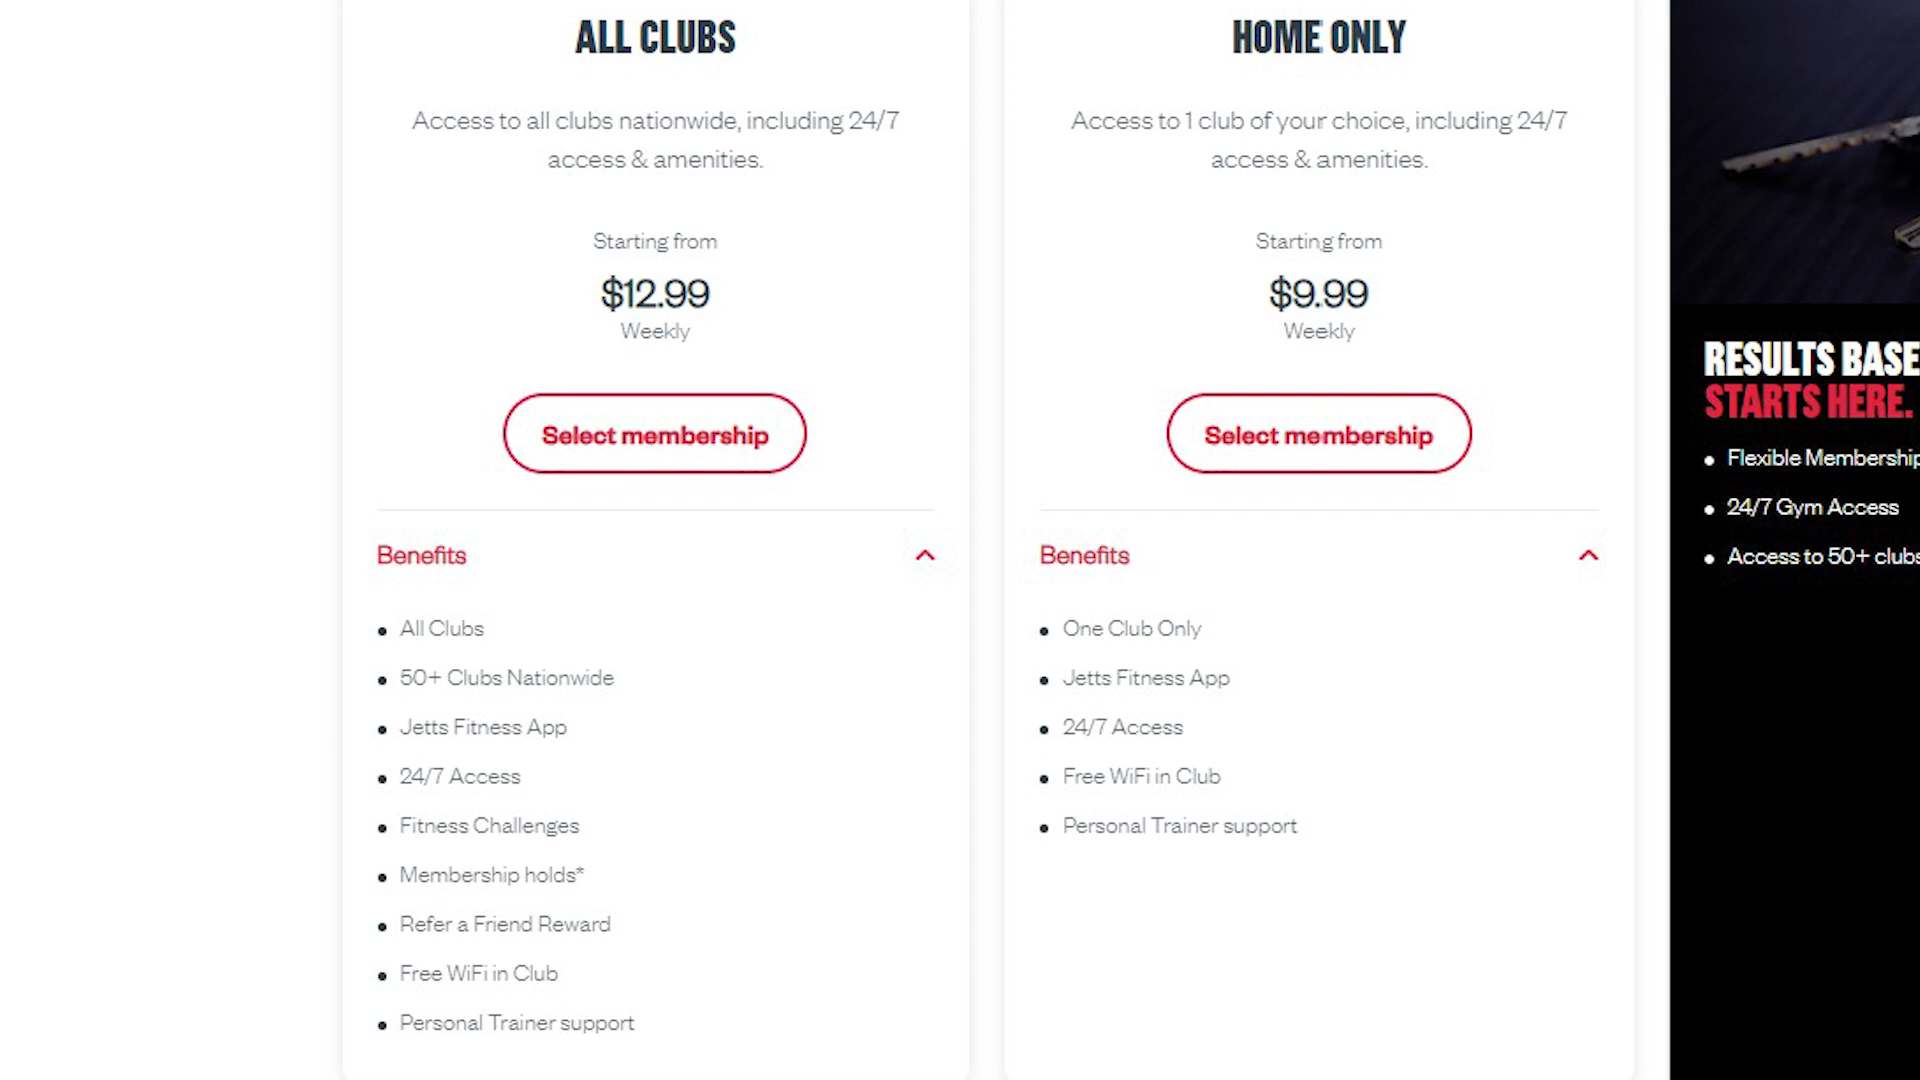 ALL CLUBS
Access to all clubs nationwide, including 24/7
access & amenities.
Starting from
$12.99
Weekly
Select membership
Benefits
All Clubs
50+ Clubs Nationwide
Jetts Fitness App
24/7 Access
Fitness Challenges
Membership holds*
Refer a Friend Reward
Free WiFi in Club
Personal Trainer support
HOME ONLY
Access to 1 club of your choice, including 24/7
access & amenities.
Starting from
$9.99
Weekly
Select membership
Benefits
One Club Only
Jetts Fitness App
24/7 Access
Free WiFi in Club
Personal Trainer support
RESULTS BASE
STARTS HERE.
Flexible Membership
24/7 Gym Access
Access to 50+ clubs